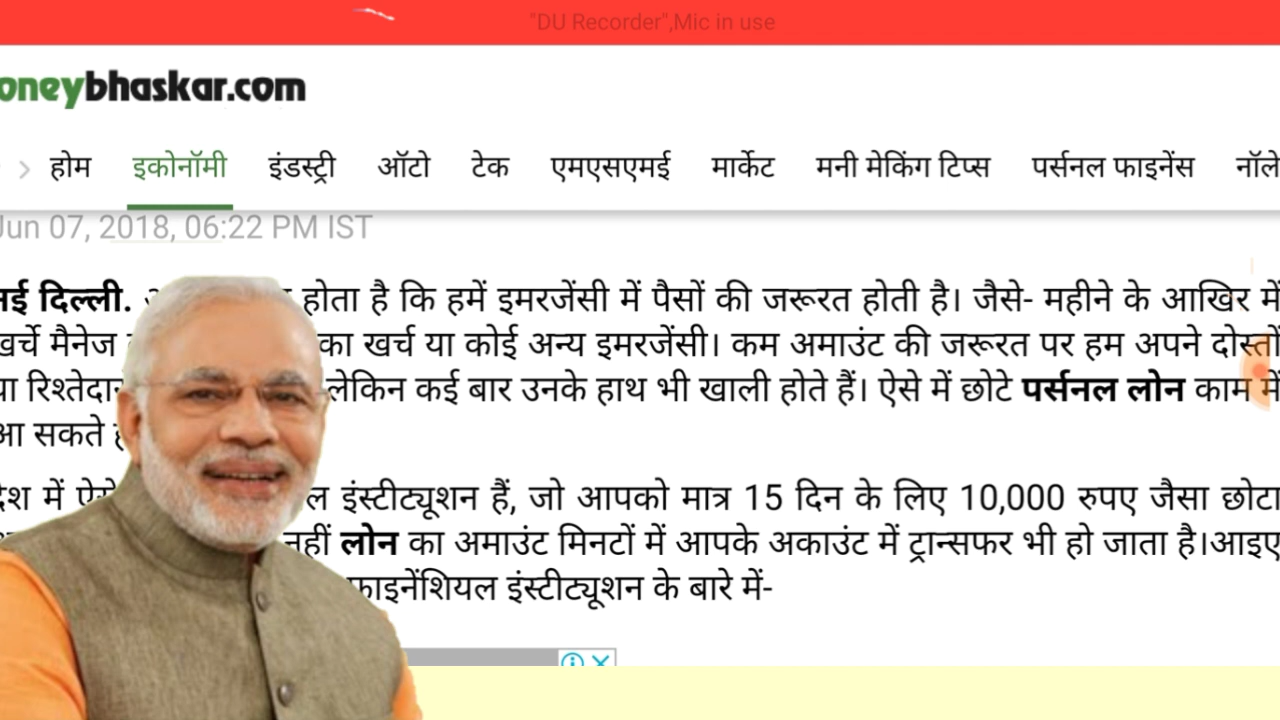 "DU Recorder",Mic in use
oneybhaskar.com
होम इकोनॉमी इंडस्ट्री ऑटो टेक एमएसएमई मार्केट मनी मेकिंग टिप्स पर्सनल फाइनेंस नॉले
Jun 07, 2018, 06:22 PM IST
नई दिल्ली. होता है कि हमें इमरजेंसी में पैसों की जरूरत होती है। जैसे- महीने के आखिर में
खर्चे मैनेज का खर्च या कोई अन्य इमरजेंसी। कम अमाउंट की जरूरत पर हम अपने दोस्तों
या रिश्तेदार लेकिन कई बार उनके हाथ भी खाली होते हैं। ऐसे में छोटे पर्सनल लोन काम में
आ सकते
देश में ऐसे ल इंस्टीट्यूशन हैं, जो आपको मात्र 15 दिन के लिए 10,000 रुपए जैसा छोटा
नहीं लोन का अमाउंट मिनटों में आपके अकाउंट में ट्रान्सफर भी हो जाता है।आइए
फाइनेंशियल इंस्टीट्यूशन के बारे में-